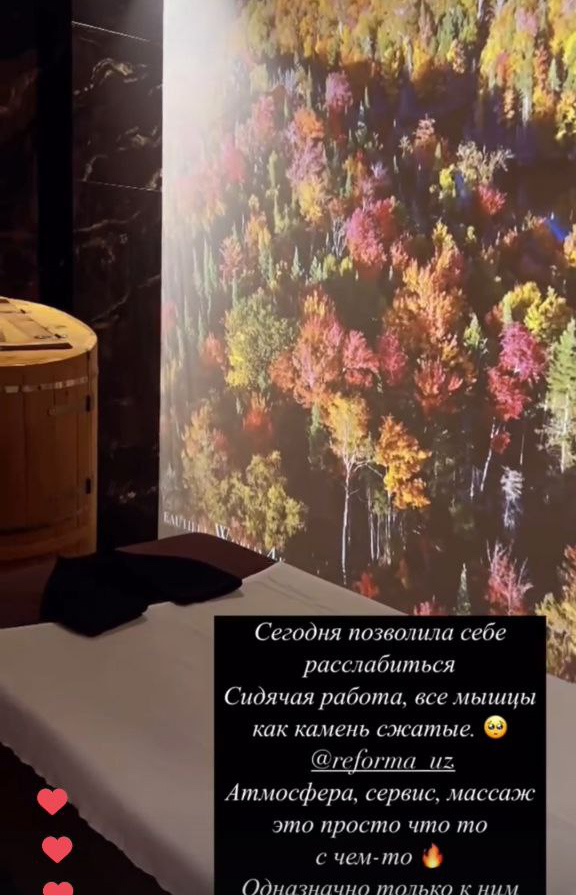 Сегодня позволила себе
расслабиться
Сидячая работа, все мышцы
как камень сжатые. 🥹
@reforma_uz
Атмосфера, сервис, массаж
это просто что то
с чем-то 🔥
Однозначно только к ним